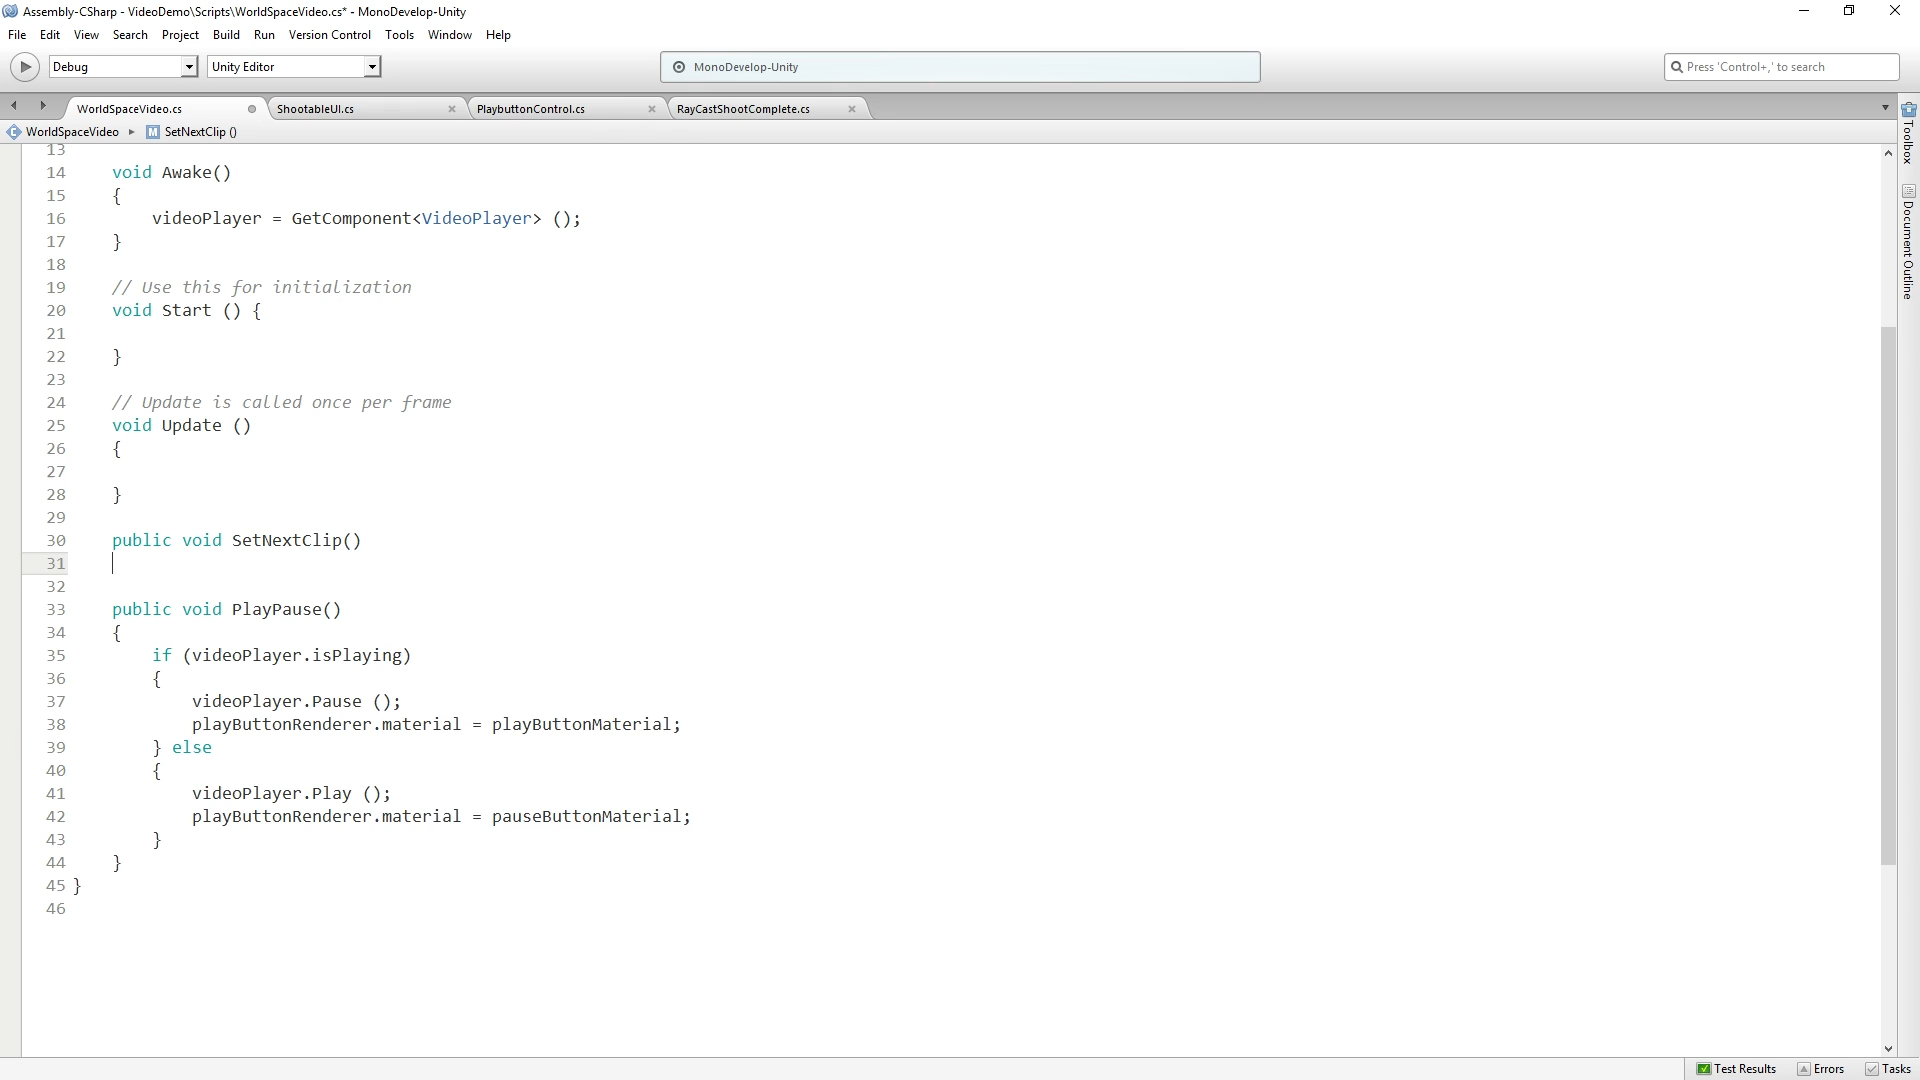 Assembly-CSharp - VideoDemo\Scripts\WorldSpaceVideo.cs* - MonoDevelop-Unity
File Edit View Search Project Build Run Version Control Tools Window Help
Debug Unity Editor MonoDevelop-Unity Press 'Control+,' to search
WorldSpaceVideo.cs ShootableUI.cs PlaybuttonControl.cs RayCastShootComplete.cs
WorldSpaceVideo SetNextClip ()
Toolbox
Document Outline
13
14 void Awake()
15 {
16 videoPlayer = GetComponent<VideoPlayer> ();
17 }
18
19 // Use this for initialization
20 void Start () {
21
22 }
23
24 // Update is called once per frame
25 void Update ()
26 {
27
28 }
29
30 public void SetNextClip()
31
32
33 public void PlayPause()
34 {
35 if (videoPlayer.isPlaying)
36 {
37 videoPlayer.Pause ();
38 playButtonRenderer.material = playButtonMaterial;
39 } else
40 {
41 videoPlayer.Play ();
42 playButtonRenderer.material = pauseButtonMaterial;
43 }
44 }
45 }
46
Test Results Errors Tasks